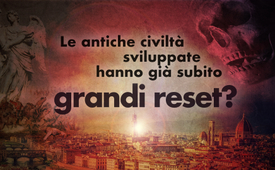 Le antiche civiltà
sviluppate
hanno già subito
grandi reset?